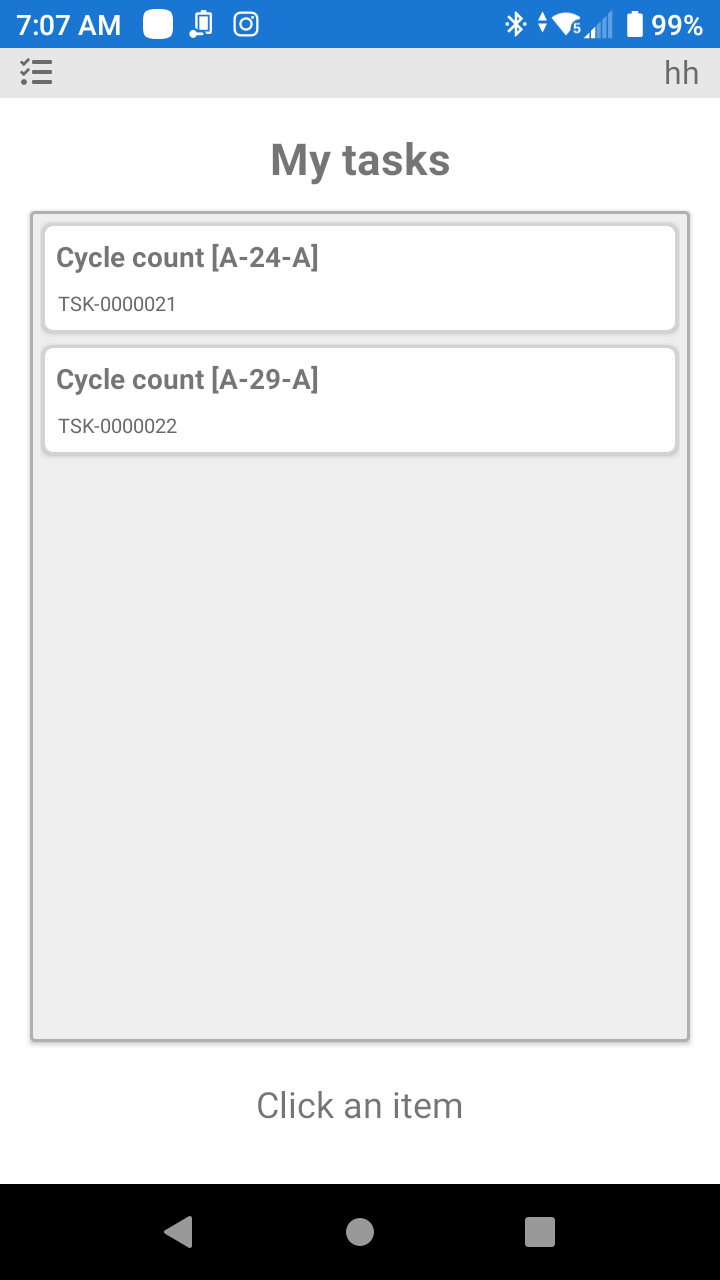 7:07 AM 5 99%
hh
My tasks
Cycle count [A-24-A]
TSK-0000021
Cycle count [A-29-A]
TSK-0000022
Click an item